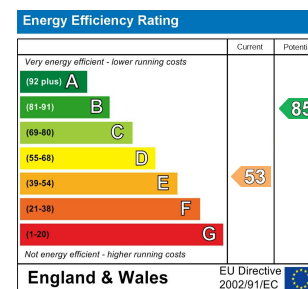 Energy Efficiency Rating
Current Potenti
Very energy efficient - lower running costs
(92 plus) A
(81-91) B
85
(69-80) C
(55-68) D
(39-54) E
53
(21-38) F
(1-20) G
Not energy efficient - higher running costs
England & Wales
EU Directive
2002/91/EC